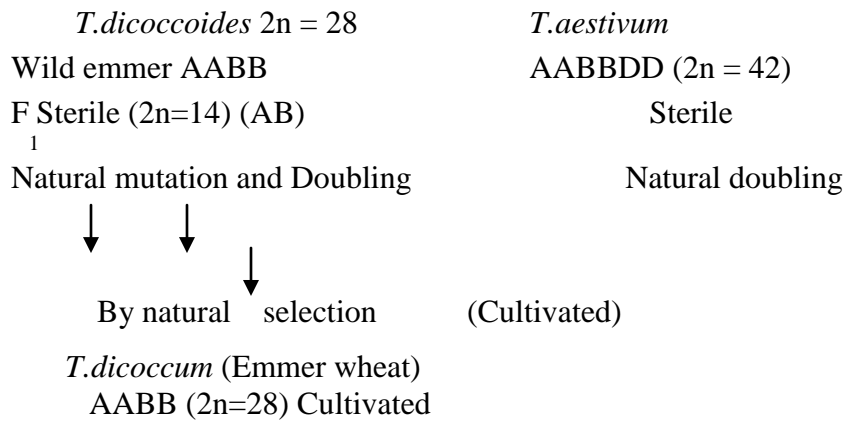 T.dicoccoides 2n = 28 T.aestivum
Wild emmer AABB AABBDD (2n = 42)
F1 Sterile (2n=14) (AB) Sterile
Natural mutation and Doubling Natural doubling
By natural selection (Cultivated)
T.dicoccum (Emmer wheat)
AABB (2n=28) Cultivated